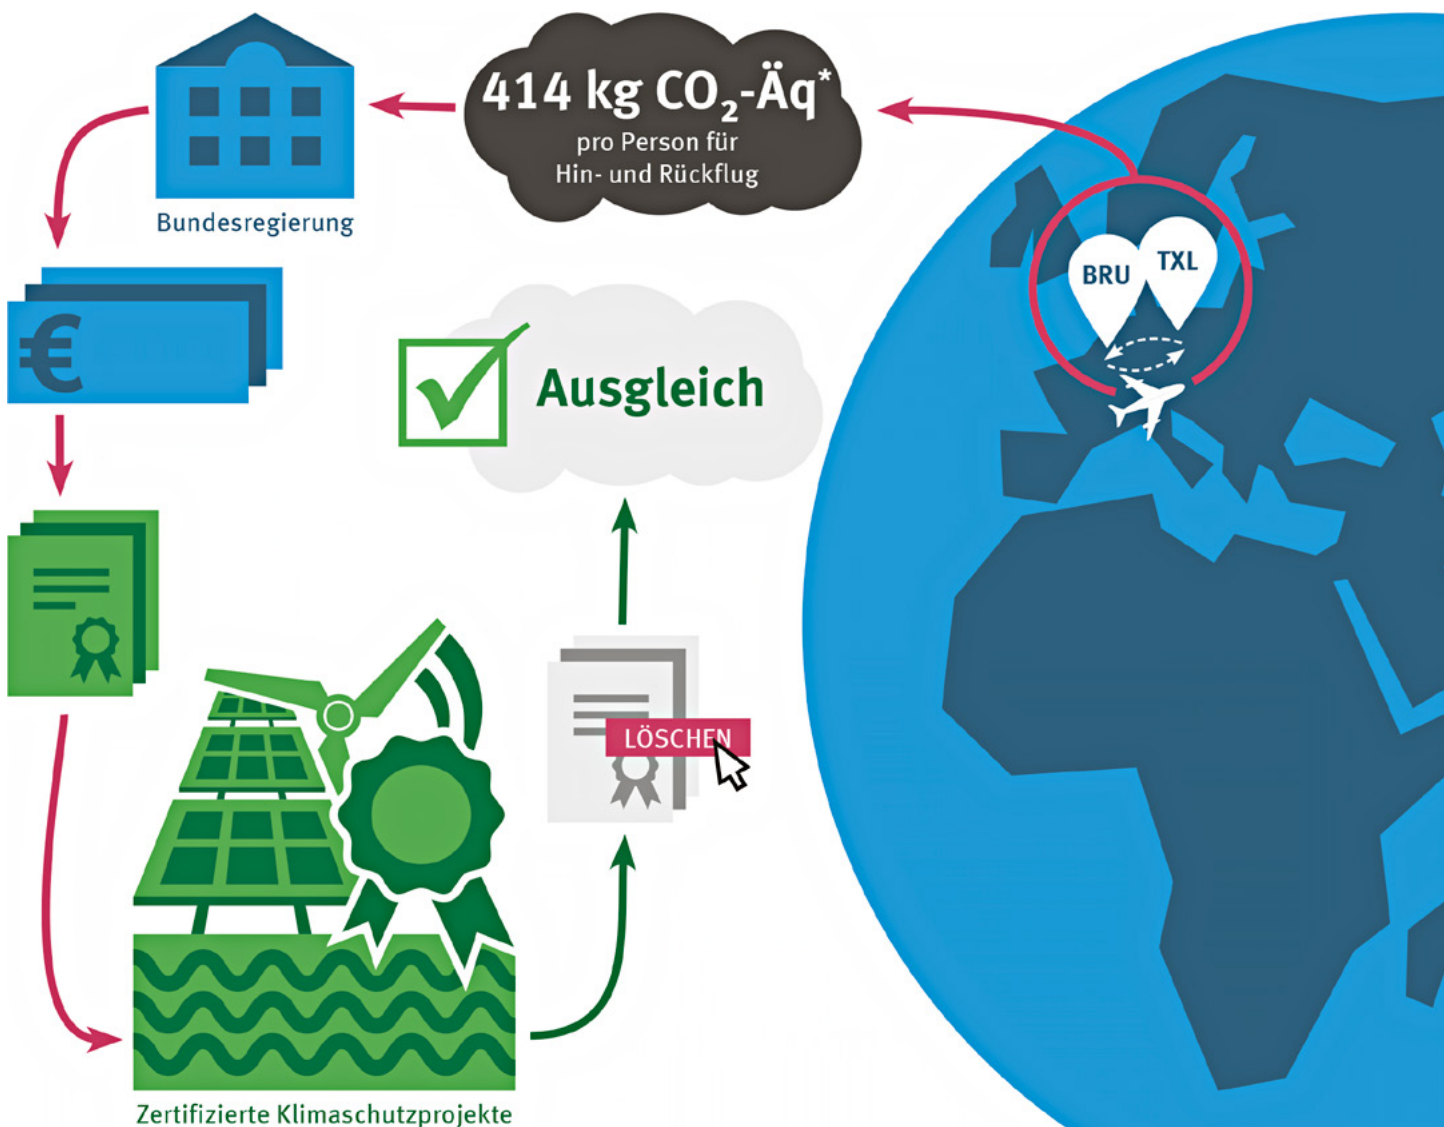 414 kg CO₂-Äq*
pro Person für
Hin- und Rückflug
Bundesregierung
BRU
TXL
€
Ausgleich
LÖSCHEN
Zertifizierte Klimaschutzprojekte